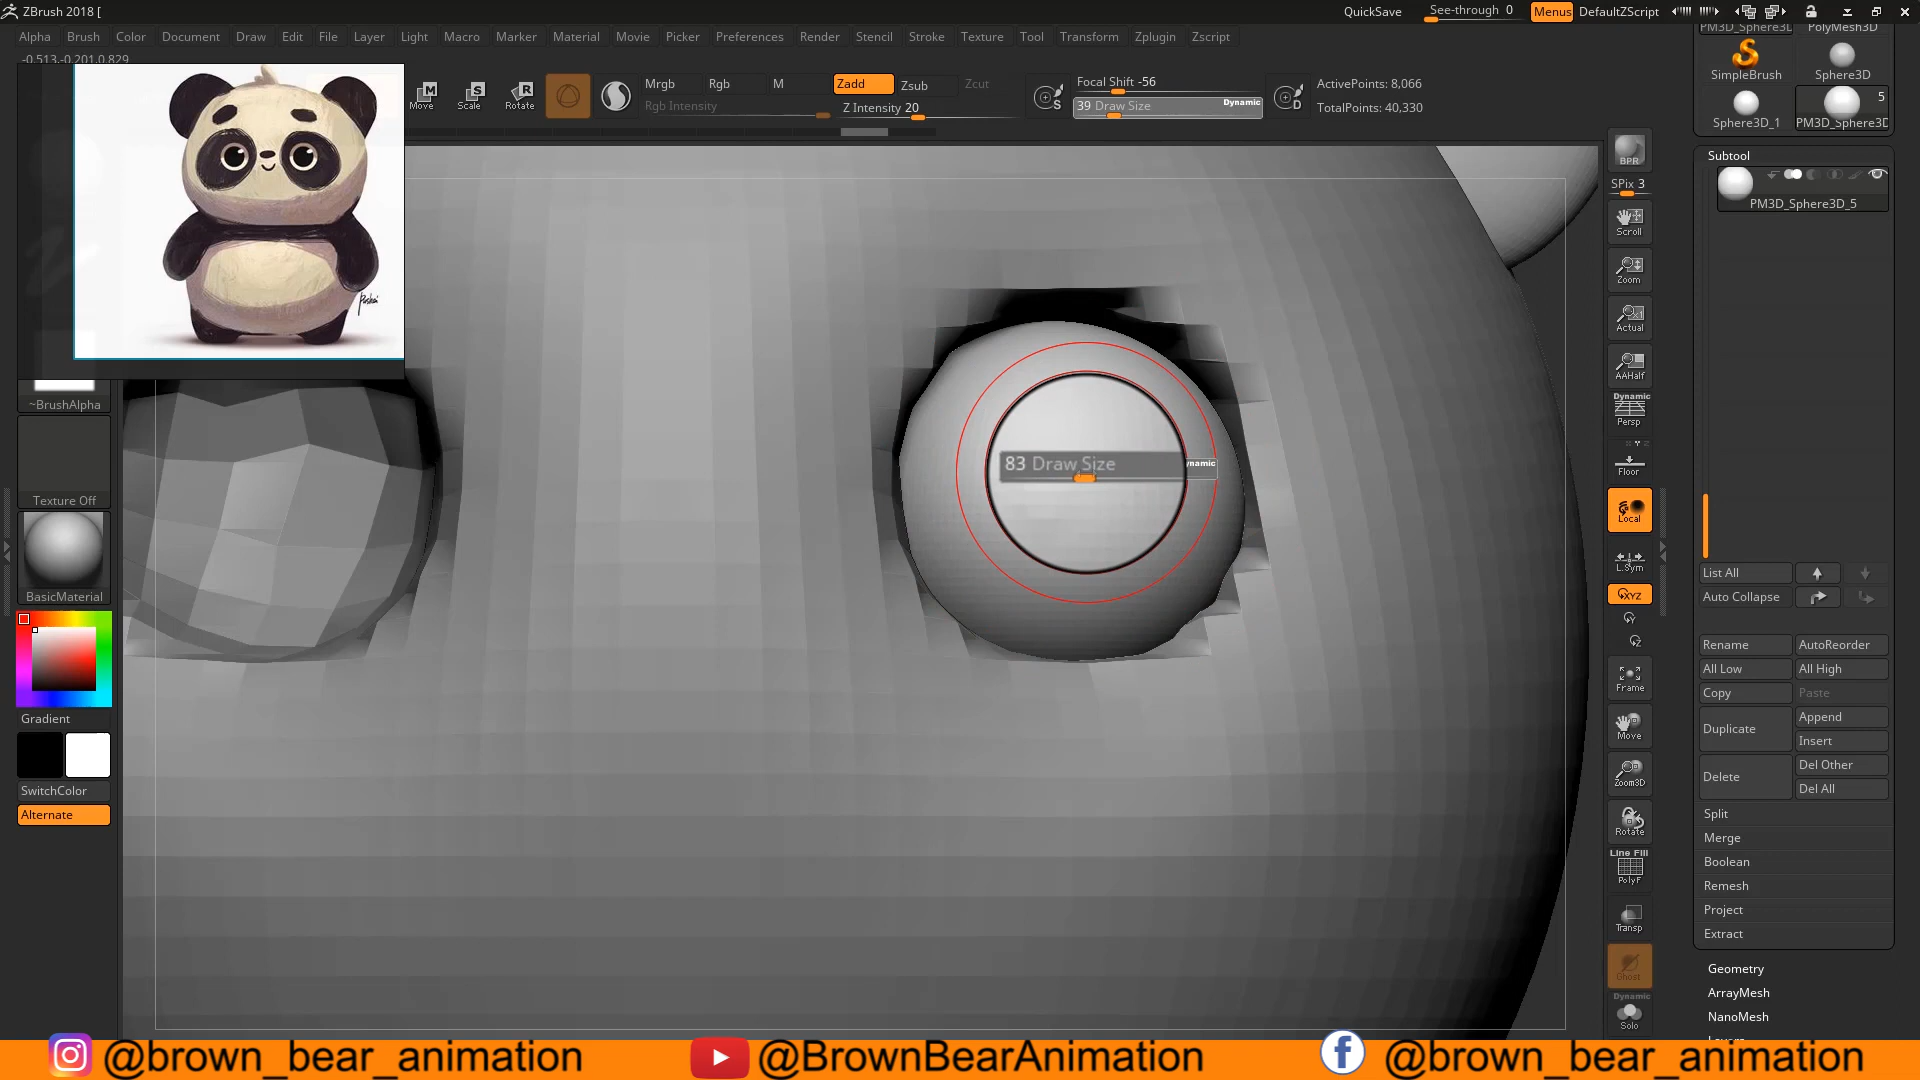 ZBrush 2018 [
QuickSave
See-through 0
Menus
DefaultZScript
Alpha Brush Color Document Draw Edit File Layer Light Macro Marker Material Movie Picker Preferences Render Stencil Stroke Texture Tool Transform Zplugin Zscript
-0.513,-0.201,0.829
Move
Scale
Rotate
Mrgb Rgb M
Rgb Intensity
Zadd Zsub Zcut
Z Intensity 20
S
Focal Shift -56
39 Draw Size Dynamic
D
ActivePoints: 8,066
TotalPoints: 40,330
PM3D_Sphere3D
PolyMesh3D
SimpleBrush
Sphere3D
Sphere3D_1
5
PM3D_Sphere3D
~BrushAlpha
Texture Off
BasicMaterial
Gradient
SwitchColor
Alternate
83 Draw Size
BPR
SPix 3
Scroll
Zoom
Actual
AAHalf
Dynamic
Persp
Floor
Local
L.Sym
XYZ
Frame
Move
Zoom3D
Rotate
Line Fill
PolyF
Transp
Ghost
Dynamic
Solo
Subtool
PM3D_Sphere3D_5
List All
Auto Collapse
Rename AutoReorder
All Low All High
Copy Paste
Duplicate Append
Insert
Delete Del Other
Del All
Split
Merge
Boolean
Remesh
Project
Extract
Geometry
ArrayMesh
NanoMesh
@brown_bear_animation
@BrownBearAnimation
@brown_bear_animation